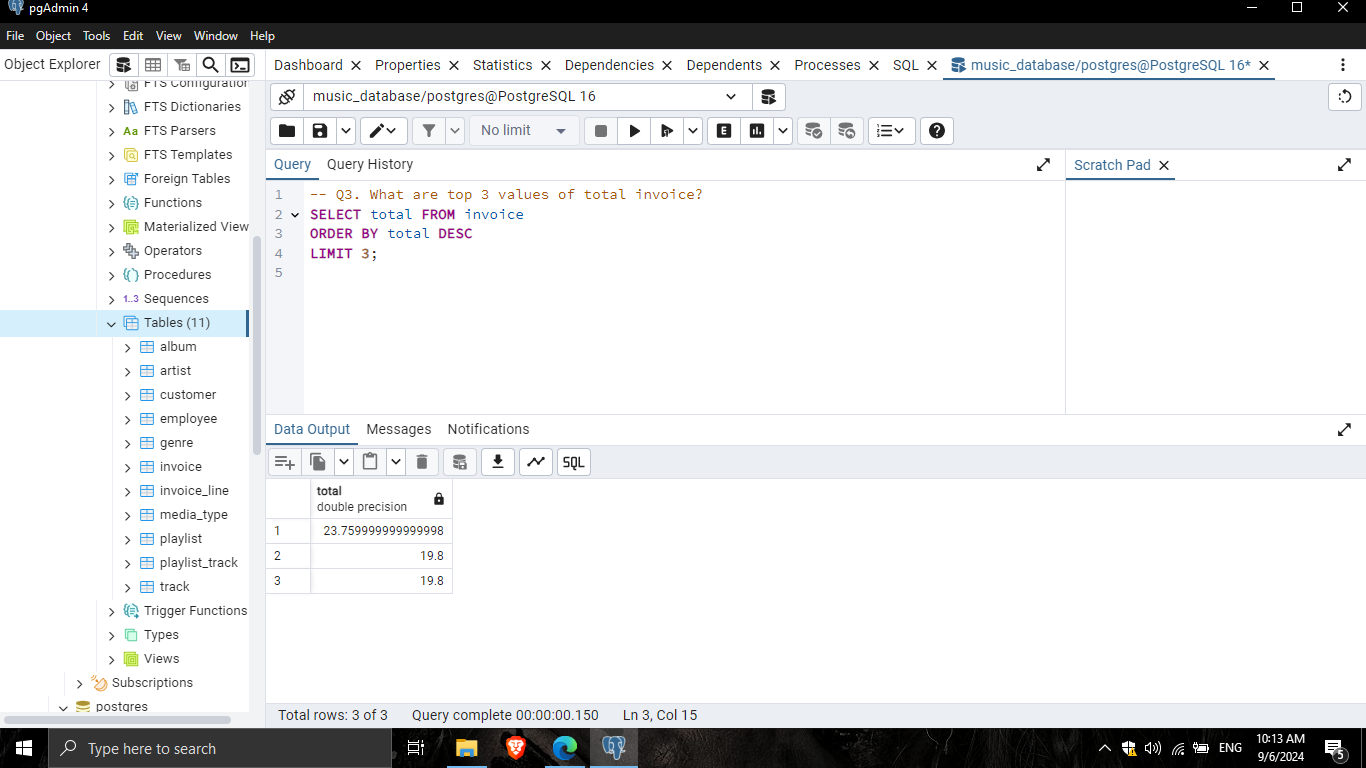 pgAdmin 4
File Object Tools Edit View Window Help
Object Explorer
Dashboard Properties Statistics Dependencies Dependents Processes SQL music_database/postgres@PostgreSQL 16*
music_database/postgres@PostgreSQL 16
No limit
E
Query Query History
Scratch Pad
1 -- Q3. What are top 3 values of total invoice?
2 SELECT total FROM invoice
3 ORDER BY total DESC
4 LIMIT 3;
5
FTS Configuration
FTS Dictionaries
Aa FTS Parsers
FTS Templates
Foreign Tables
Functions
Materialized View
Operators
Procedures
1..3 Sequences
Tables (11)
album
artist
customer
employee
genre
invoice
invoice_line
media_type
playlist
playlist_track
track
Trigger Functions
Types
Views
Subscriptions
postgres
Data Output Messages Notifications
SQL
total
double precision
1 23.759999999999998
2 19.8
3 19.8
Total rows: 3 of 3 Query complete 00:00:00.150 Ln 3, Col 15
Type here to search
ENG
10:13 AM
9/6/2024
5